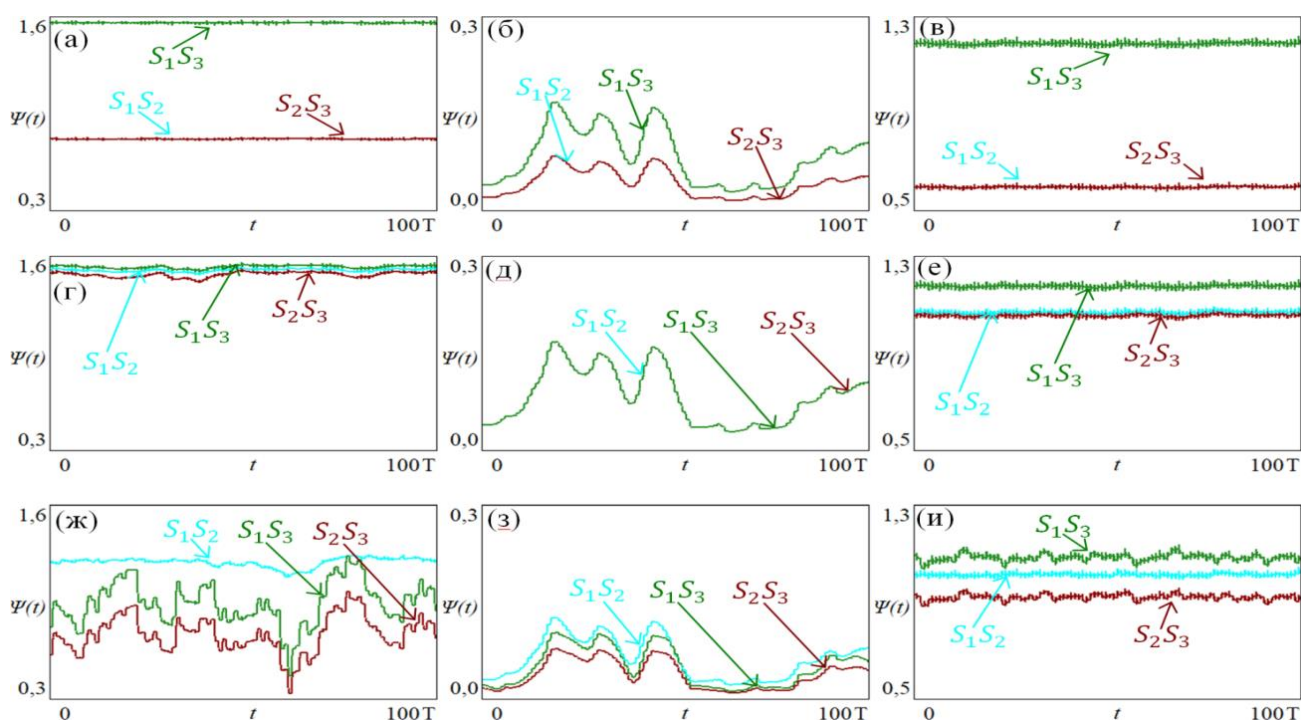 1,6
(а)
S₁S₃
S₁S₂
S₂S₃
Ψ(t)
0,3
0
t
100T
0,3
(б)
S₁S₂
S₁S₃
S₂S₃
Ψ(t)
0,0
0
t
100T
1,3
(в)
S₁S₃
S₁S₂
S₂S₃
Ψ(t)
0,5
0
t
100T
1,6
(г)
S₁S₃
S₂S₃
S₁S₂
Ψ(t)
0,3
0
t
100T
0,3
(д)
S₁S₂
S₁S₃
S₂S₃
Ψ(t)
0,0
0
t
100T
1,3
(е)
S₁S₂
S₁S₃
S₂S₃
Ψ(t)
0,5
0
t
100T
1,6
(ж)
S₁S₂
S₁S₃
S₂S₃
Ψ(t)
0,3
0
t
100T
0,3
(з)
S₁S₂
S₁S₃
S₂S₃
Ψ(t)
0,0
0
t
100T
1,3
(и)
S₁S₃
S₁S₂
S₂S₃
Ψ(t)
0,5
0
t
100T